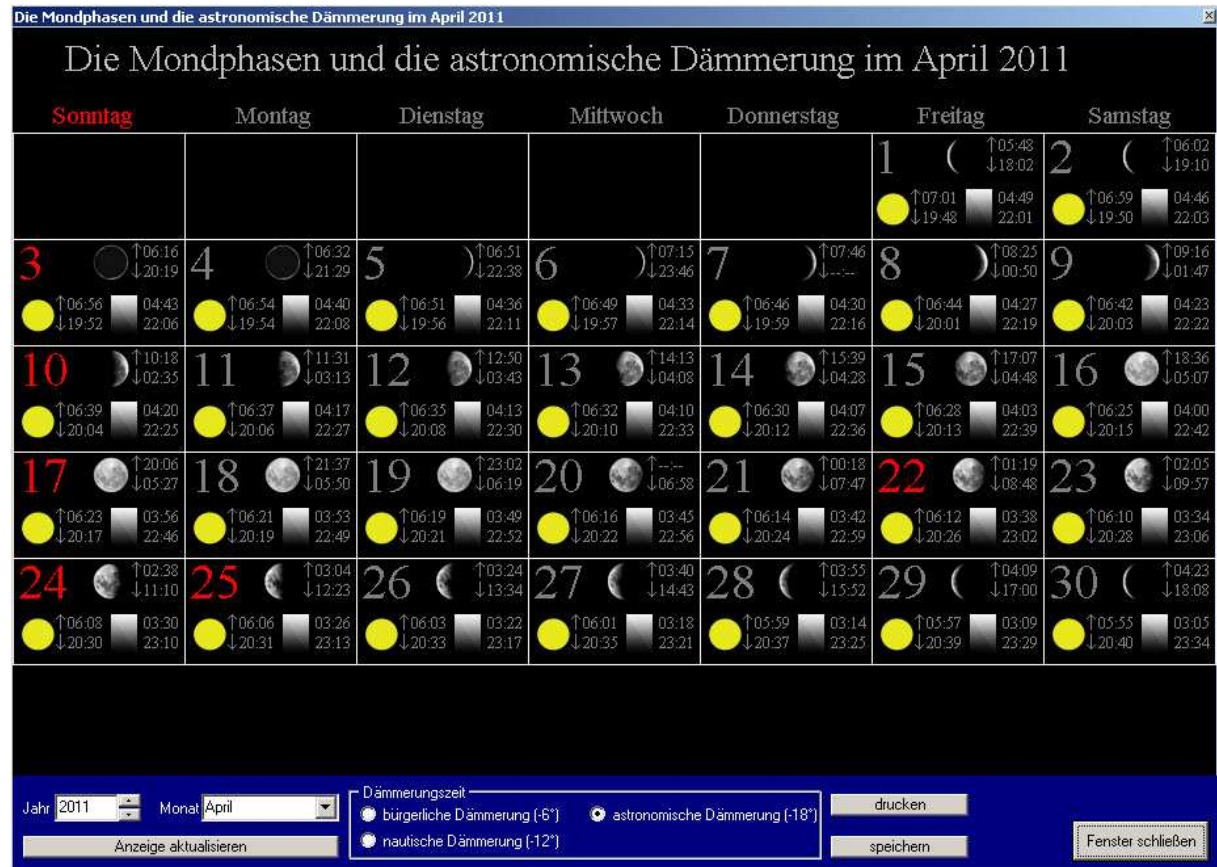 Die Mondphasen und die astronomische Dämmerung im April 2011
Die Mondphasen und die astronomische Dämmerung im April 2011
Sonntag Montag Dienstag Mittwoch Donnerstag Freitag Samstag
1 ↑05:48 2 ↑06:02
↓18:02 ↓19:10
↑07:01 04:49 ↑06:59 04:46
↓19:48 22:01 ↓19:50 22:03
3 ↑06:16 4 ↑06:32 5 ↑06:51 6 ↑07:15 7 ↑07:46 8 ↑08:25 9 ↑09:16
↓20:19 ↓21:29 ↓22:38 ↓23:46 ↓--:-- ↓00:50 ↓01:47
↑06:56 04:43 ↑06:54 04:40 ↑06:51 04:36 ↑06:49 04:33 ↑06:46 04:30 ↑06:44 04:27 ↑06:42 04:23
↓19:52 22:06 ↓19:54 22:08 ↓19:56 22:11 ↓19:57 22:14 ↓19:59 22:16 ↓20:01 22:19 ↓20:03 22:22
10 ↑10:18 11 ↑11:31 12 ↑12:50 13 ↑14:13 14 ↑15:39 15 ↑17:07 16 ↑18:36
↓02:35 ↓03:13 ↓03:43 ↓04:08 ↓04:28 ↓04:48 ↓05:07
↑06:39 04:20 ↑06:37 04:17 ↑06:35 04:13 ↑06:32 04:10 ↑06:30 04:07 ↑06:28 04:03 ↑06:25 04:00
↓20:04 22:25 ↓20:06 22:27 ↓20:08 22:30 ↓20:10 22:33 ↓20:12 22:36 ↓20:13 22:39 ↓20:15 22:42
17 ↑20:06 18 ↑21:37 19 ↑23:02 20 ↑--:-- 21 ↑00:18 22 ↑01:19 23 ↑02:05
↓05:27 ↓05:50 ↓06:19 ↓06:58 ↓07:47 ↓08:48 ↓09:57
↑06:23 03:56 ↑06:21 03:53 ↑06:19 03:49 ↑06:16 03:45 ↑06:14 03:42 ↑06:12 03:38 ↑06:10 03:34
↓20:17 22:46 ↓20:19 22:49 ↓20:21 22:52 ↓20:22 22:56 ↓20:24 22:59 ↓20:26 23:02 ↓20:28 23:06
24 ↑02:38 25 ↑03:04 26 ↑03:24 27 ↑03:40 28 ↑03:55 29 ↑04:09 30 ↑04:23
↓11:10 ↓12:23 ↓13:34 ↓14:43 ↓15:52 ↓17:00 ↓18:08
↑06:08 03:30 ↑06:06 03:26 ↑06:03 03:22 ↑06:01 03:18 ↑05:59 03:14 ↑05:57 03:09 ↑05:55 03:05
↓20:30 23:10 ↓20:31 23:13 ↓20:33 23:17 ↓20:35 23:21 ↓20:37 23:25 ↓20:39 23:29 ↓20:40 23:34
Jahr 2011 Monat April
Anzeige aktualisieren
Dämmerungszeit
bürgerliche Dämmerung (-6°) astronomische Dämmerung (-18°)
nautische Dämmerung (-12°)
drucken
speichern
Fenster schließen